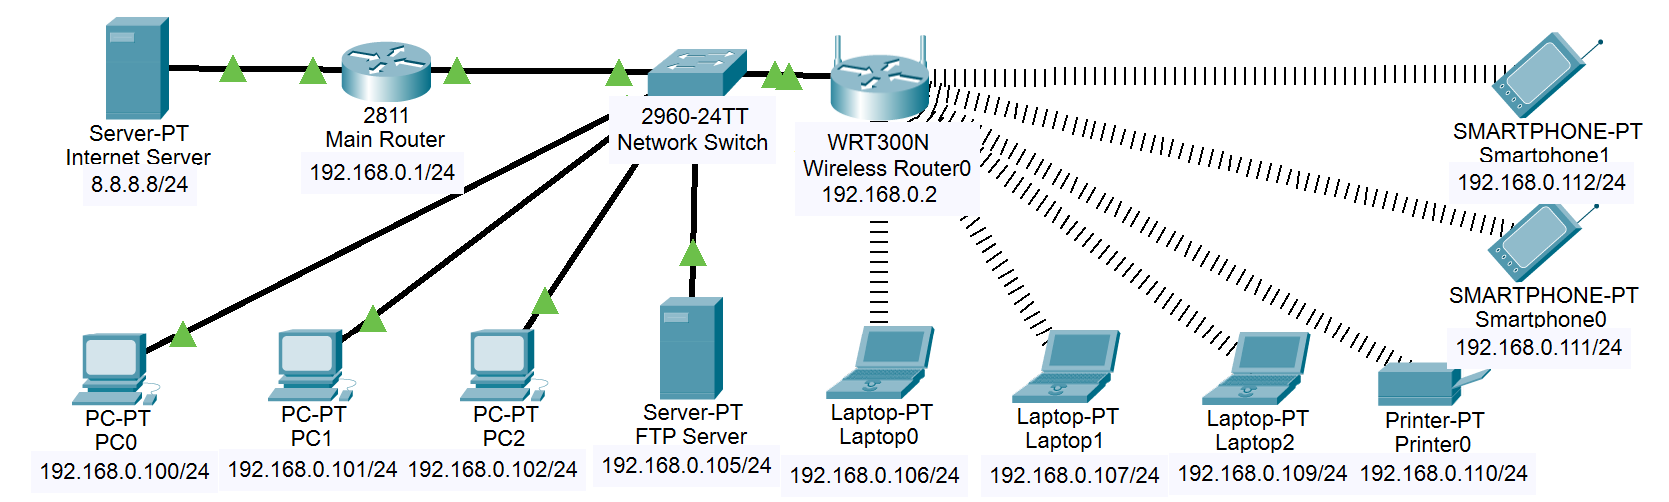 Server-PT
Internet Server
8.8.8.8/24
2811
Main Router
192.168.0.1/24
2960-24TT
Network Switch
WRT300N
Wireless Router0
192.168.0.2
SMARTPHONE-PT
Smartphone1
192.168.0.112/24
SMARTPHONE-PT
Smartphone0
192.168.0.111/24
PC-PT
PC0
192.168.0.100/24
PC-PT
PC1
192.168.0.101/24
PC-PT
PC2
192.168.0.102/24
Server-PT
FTP Server
192.168.0.105/24
Laptop-PT
Laptop0
192.168.0.106/24
Laptop-PT
Laptop1
192.168.0.107/24
Laptop-PT
Laptop2
192.168.0.109/24
Printer-PT
Printer0
192.168.0.110/24